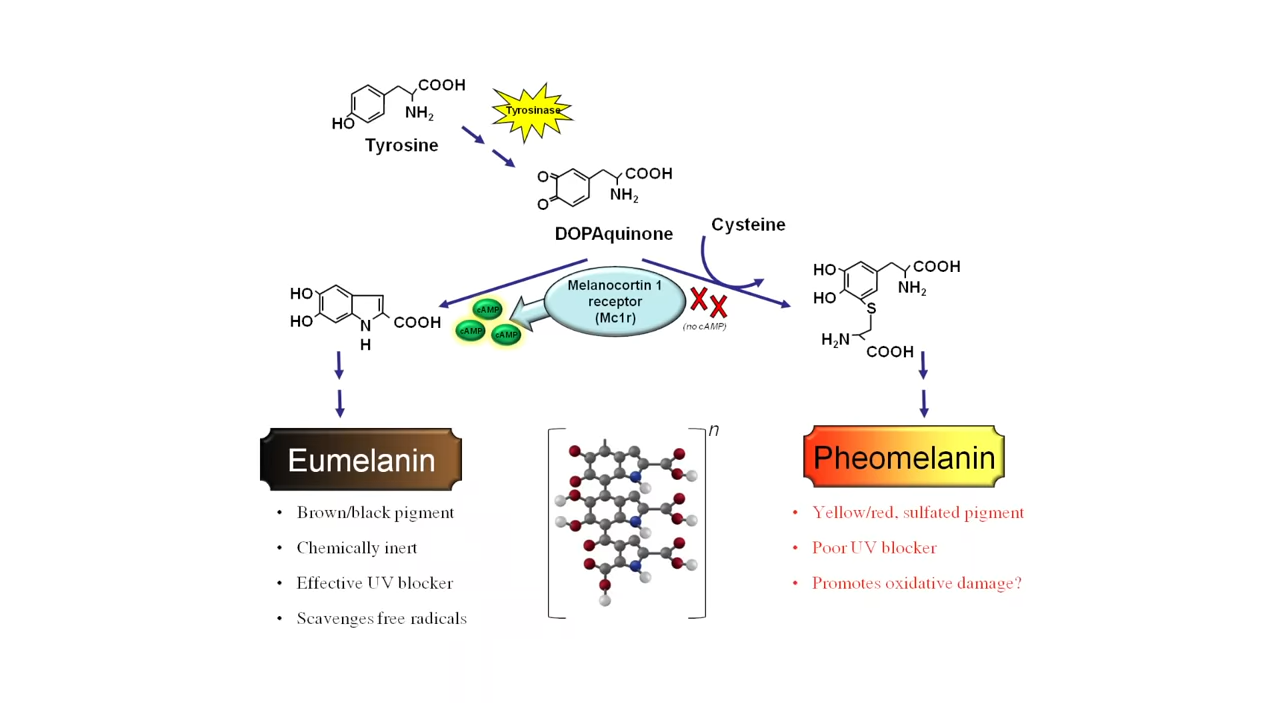 COOH
NH2
HO
Tyrosine
Tyrosinase
O
O
COOH
NH2
DOPAquinone
Cysteine
HO
HO
N
H
COOH
cAMP
cAMP
cAMP
Melanocortin 1
receptor
(Mc1r)
X X
(no cAMP)
HO
HO
COOH
NH2
S
H2N
COOH
Eumelanin
• Brown/black pigment
• Chemically inert
• Effective UV blocker
• Scavenges free radicals
n
Pheomelanin
• Yellow/red, sulfated pigment
• Poor UV blocker
• Promotes oxidative damage?